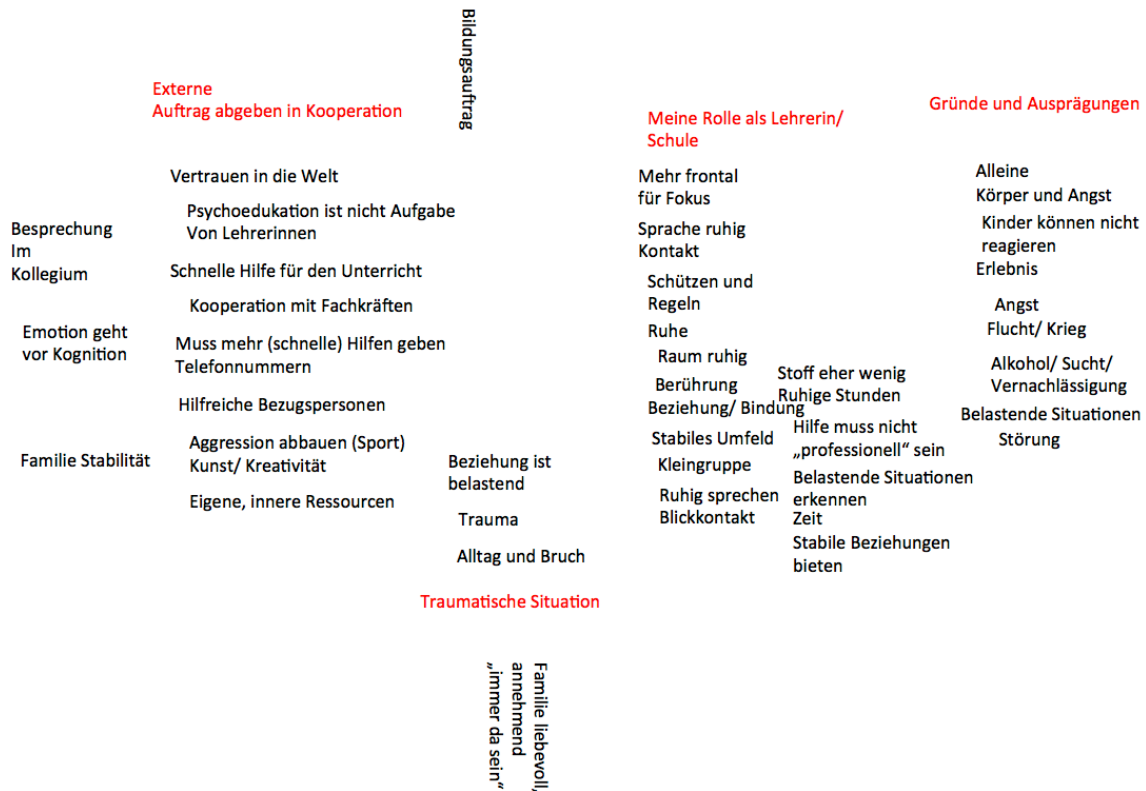 Bildungsauftrag
Externe
Auftrag abgeben in Kooperation
Vertrauen in die Welt
Psychoedukation ist nicht Aufgabe
Von Lehrerinnen
Schnelle Hilfe für den Unterricht
Kooperation mit Fachkräften
Muss mehr (schnelle) Hilfen geben
Telefonnummern
Hilfreiche Bezugspersonen
Aggression abbauen (Sport)
Kunst/ Kreativität
Eigene, innere Ressourcen
Besprechung
Im
Kollegium
Emotion geht
vor Kognition
Familie Stabilität
Beziehung ist
belastend
Trauma
Alltag und Bruch
Traumatische Situation
Familie liebevoll,
annehmend
„immer da sein“
Meine Rolle als Lehrerin/
Schule
Mehr frontal
für Fokus
Sprache ruhig
Kontakt
Schützen und
Regeln
Ruhe
Raum ruhig
Berührung
Beziehung/ Bindung
Stabiles Umfeld
Kleingruppe
Ruhig sprechen
Blickkontakt
Stoff eher wenig
Ruhige Stunden
Hilfe muss nicht
„professionell“ sein
Belastende Situationen
erkennen
Zeit
Stabile Beziehungen
bieten
Gründe und Ausprägungen
Alleine
Körper und Angst
Kinder können nicht
reagieren
Erlebnis
Angst
Flucht/ Krieg
Alkohol/ Sucht/
Vernachlässigung
Belastende Situationen
Störung